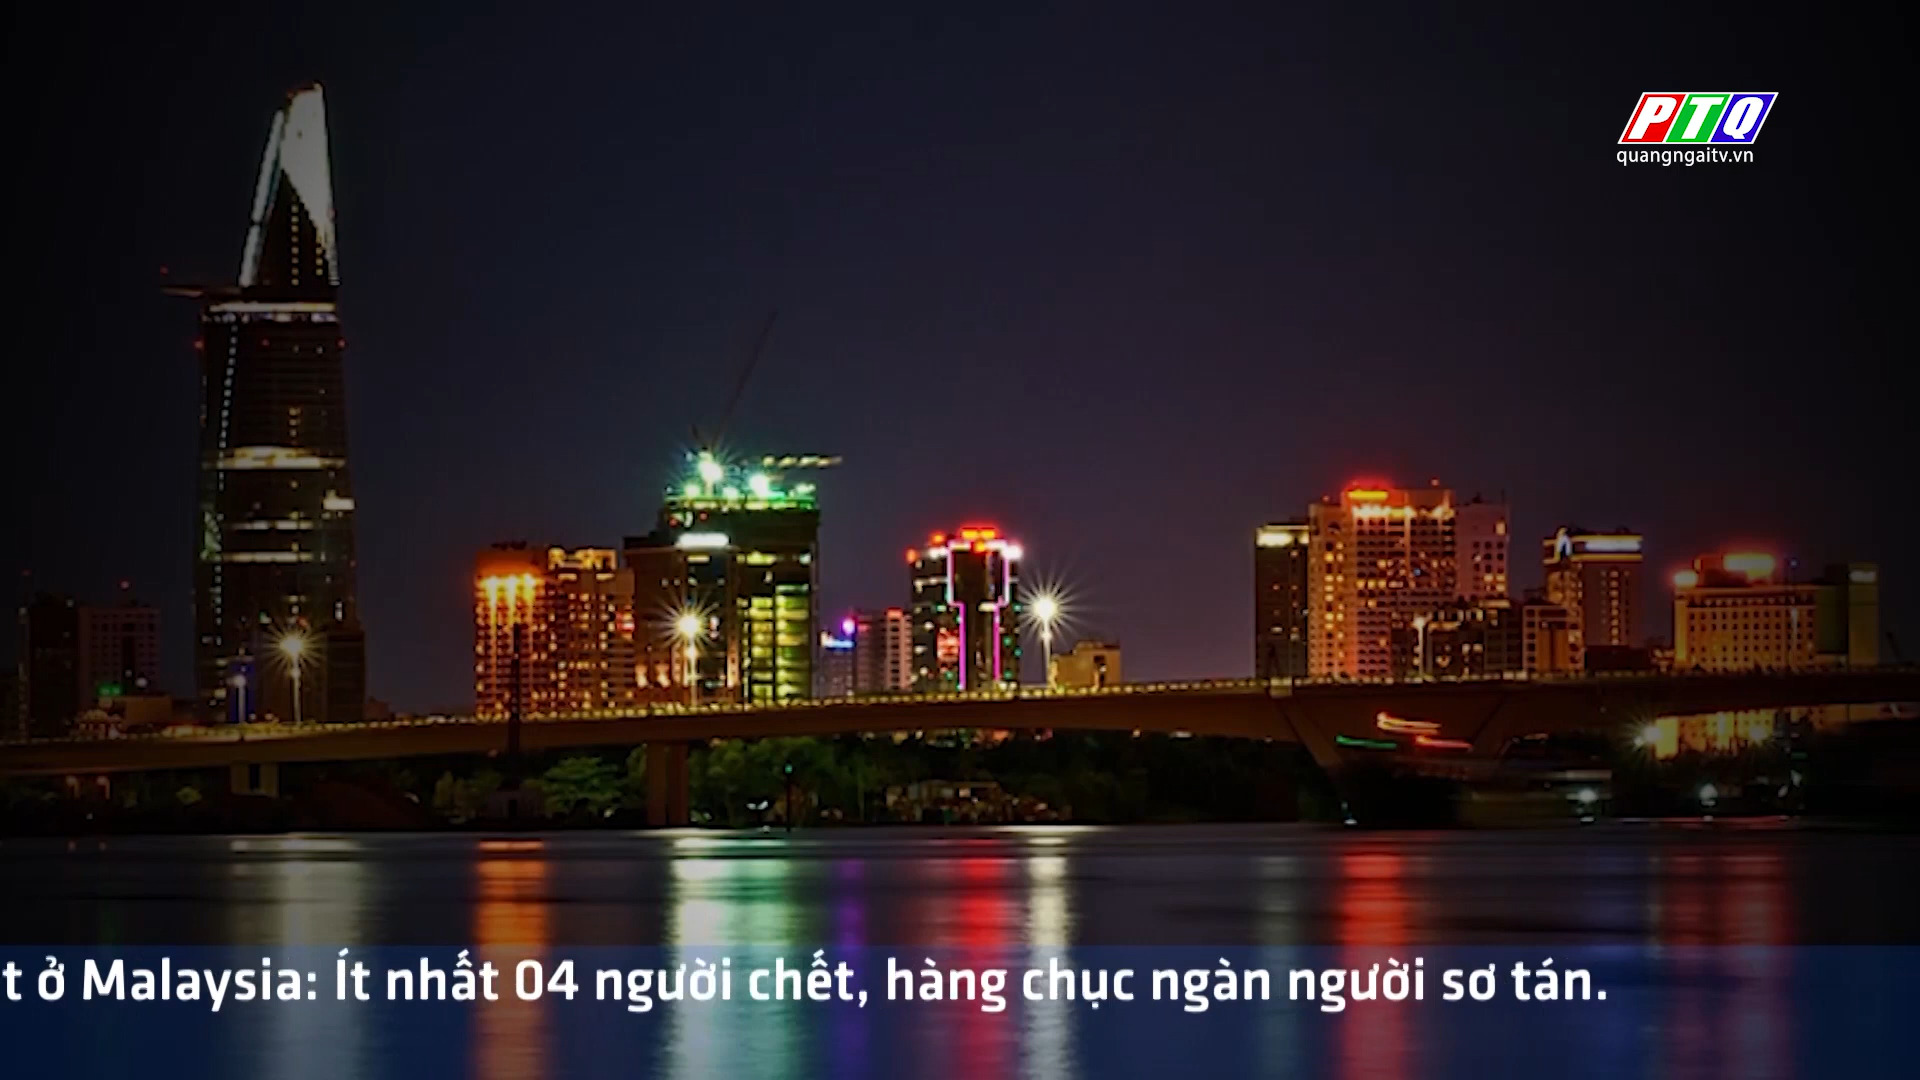 PTQ
quangngaitv.vn
t ở Malaysia: Ít nhất 04 người chết, hàng chục ngàn người sơ tán.